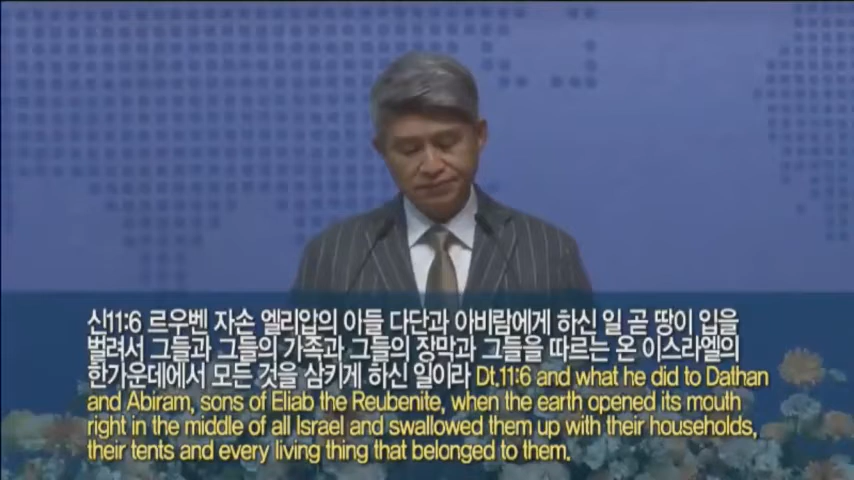 신11:6 르우벤 자손 엘리압의 아들 다단과 아비람에게 하신 일 곧 땅이 입을
벌려서 그들과 그들의 가족과 그들의 장막과 그들을 따르는 온 이스라엘의
한가운데에서 모든 것을 삼키게 하신 일이라 Dt.11:6 and what he did to Dathan
and Abiram, sons of Eliab the Reubenite, when the earth opened its mouth
right in the middle of all Israel and swallowed them up with their households,
their tents and every living thing that belonged to them.